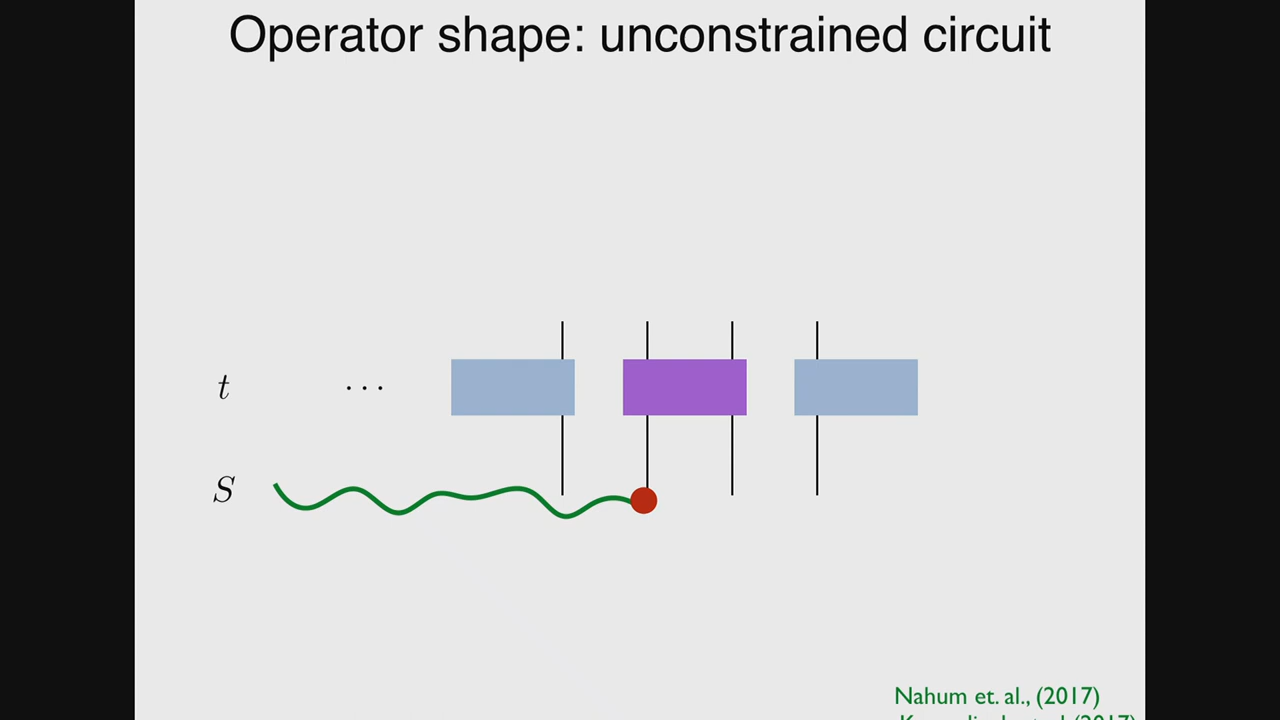 Operator shape: unconstrained circuit
t ...
S
Nahum et. al., (2017)